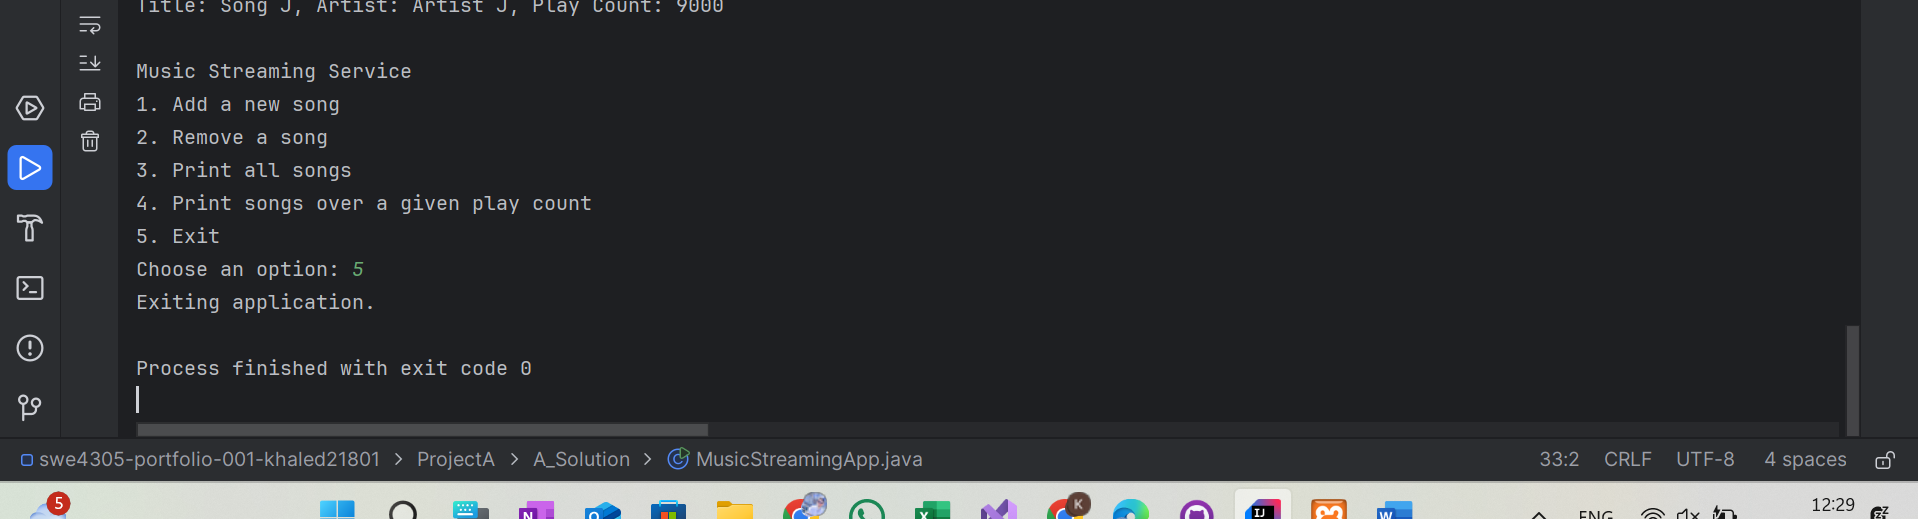 Title: Song J, Artist: Artist J, Play Count: 9000
Music Streaming Service
1. Add a new song
2. Remove a song
3. Print all songs
4. Print songs over a given play count
5. Exit
Choose an option: 5
Exiting application.
Process finished with exit code 0
swe4305-portfolio-001-khaled21801 > ProjectA > A_Solution > MusicStreamingApp.java
33:2 CRLF UTF-8 4 spaces
5
K
IJ
ENG
12:29